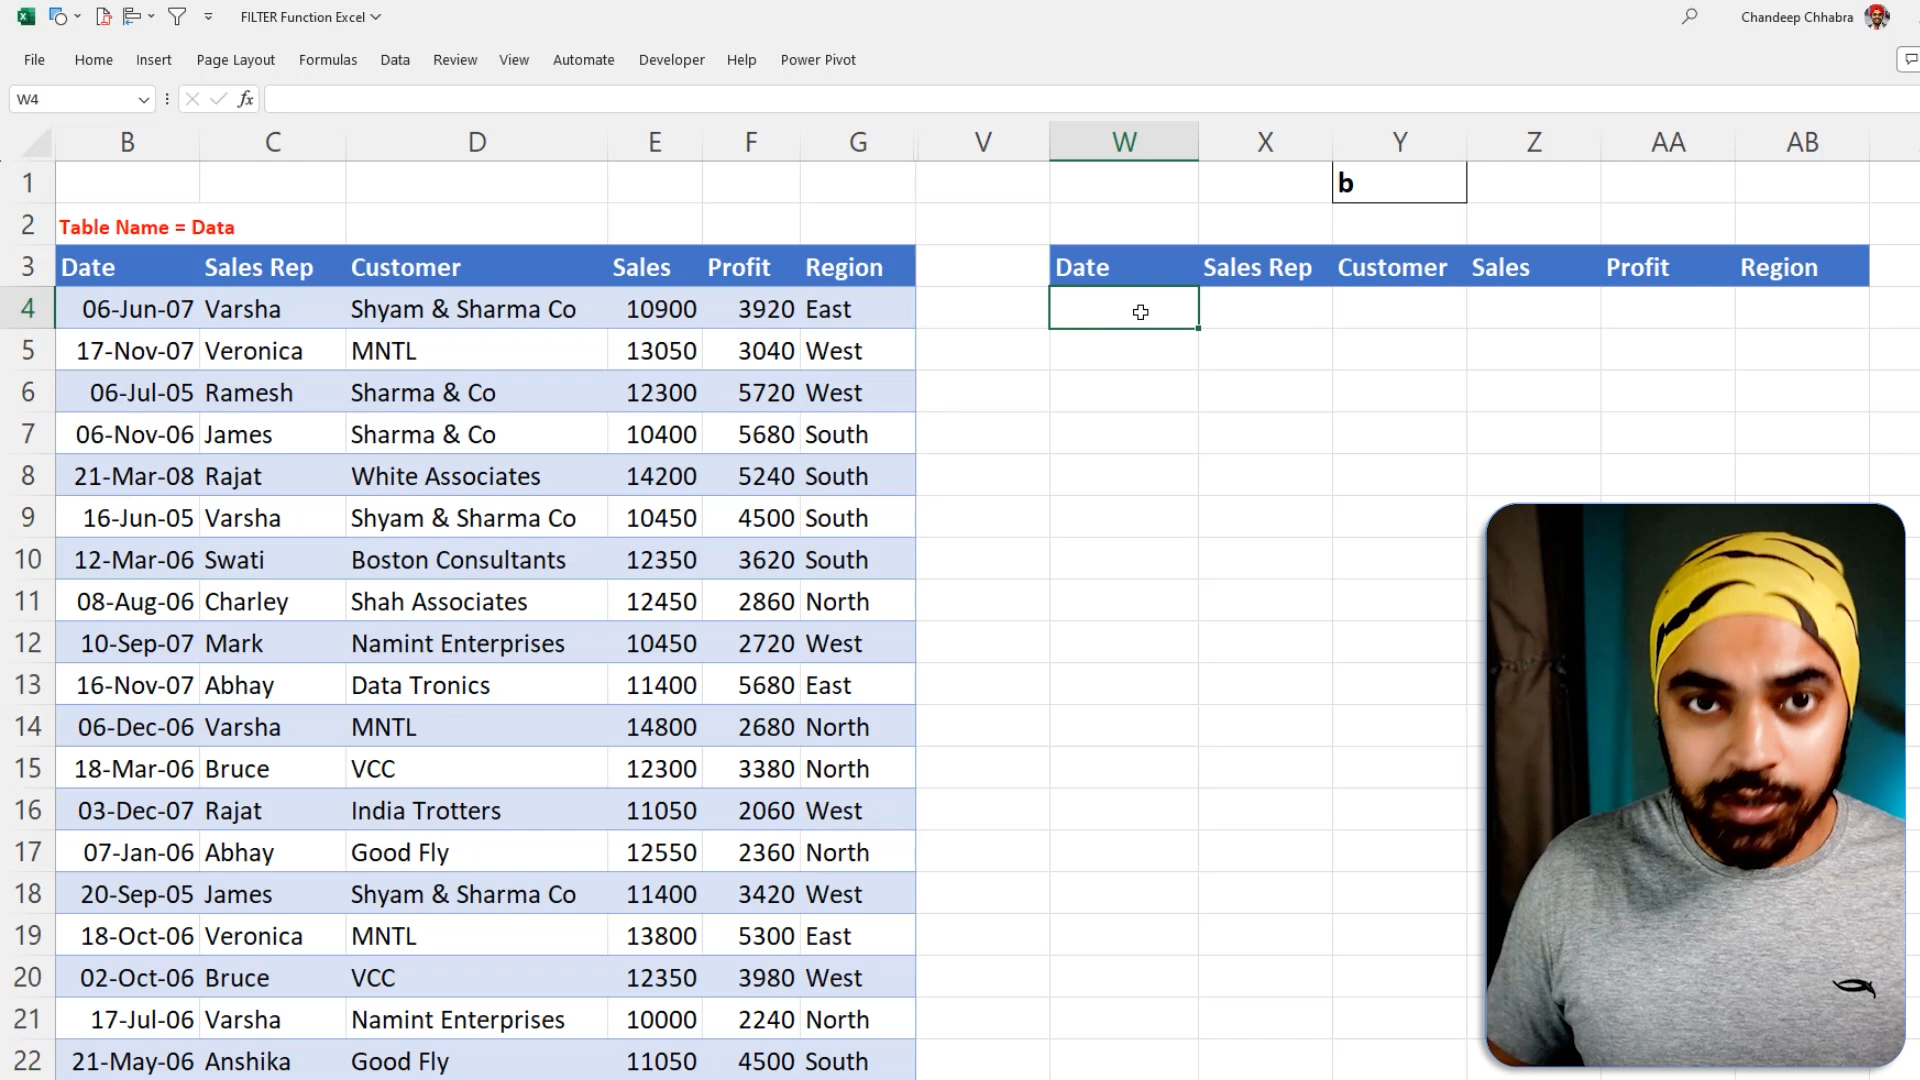 FILTER Function Excel
Chandeep Chhabra
File Home Insert Page Layout Formulas Data Review View Automate Developer Help Power Pivot
W4 fx
B C D E F G V W X Y Z AA AB
1 b
2 Table Name = Data
3 Date Sales Rep Customer Sales Profit Region Date Sales Rep Customer Sales Profit Region
4 06-Jun-07 Varsha Shyam & Sharma Co 10900 3920 East
5 17-Nov-07 Veronica MNTL 13050 3040 West
6 06-Jul-05 Ramesh Sharma & Co 12300 5720 West
7 06-Nov-06 James Sharma & Co 10400 5680 South
8 21-Mar-08 Rajat White Associates 14200 5240 South
9 16-Jun-05 Varsha Shyam & Sharma Co 10450 4500 South
10 12-Mar-06 Swati Boston Consultants 12350 3620 South
11 08-Aug-06 Charley Shah Associates 12450 2860 North
12 10-Sep-07 Mark Namint Enterprises 10450 2720 West
13 16-Nov-07 Abhay Data Tronics 11400 5680 East
14 06-Dec-06 Varsha MNTL 14800 2680 North
15 18-Mar-06 Bruce VCC 12300 3380 North
16 03-Dec-07 Rajat India Trotters 11050 2060 West
17 07-Jan-06 Abhay Good Fly 12550 2360 North
18 20-Sep-05 James Shyam & Sharma Co 11400 3420 West
19 18-Oct-06 Veronica MNTL 13800 5300 East
20 02-Oct-06 Bruce VCC 12350 3980 West
21 17-Jul-06 Varsha Namint Enterprises 10000 2240 North
22 21-May-06 Anshika Good Fly 11050 4500 South